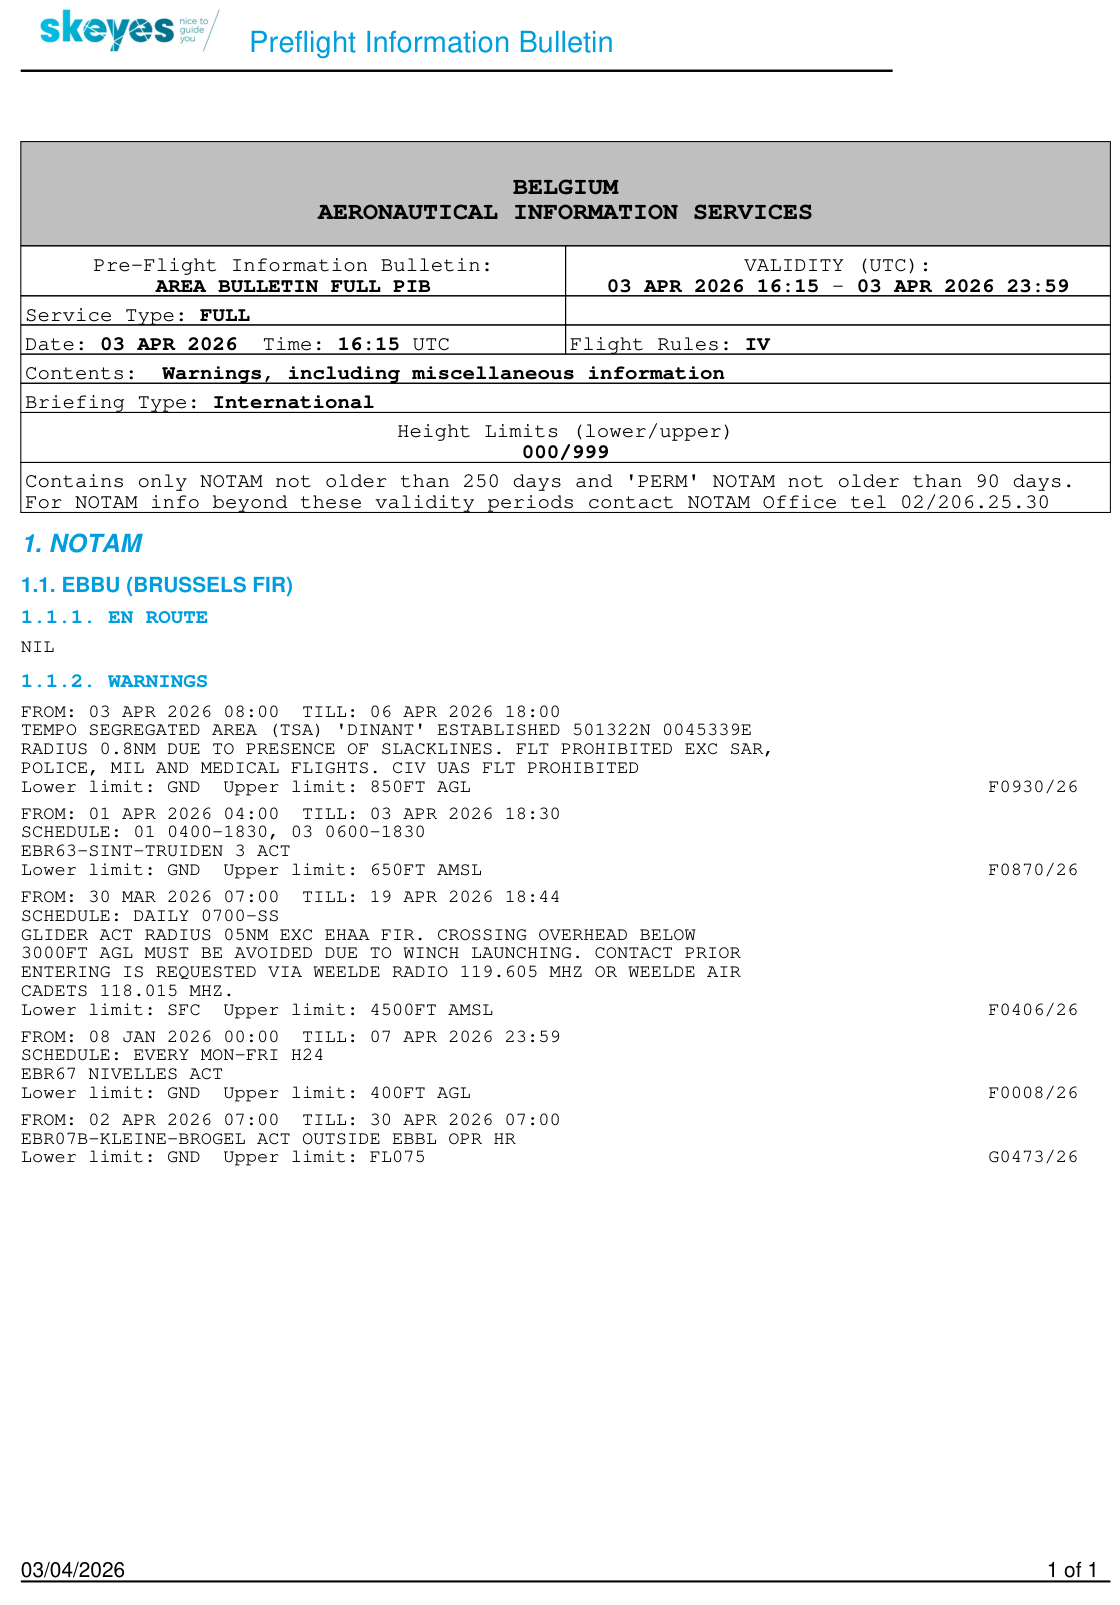 skeyes nice to guide you
Preflight Information Bulletin
BELGIUM
AERONAUTICAL INFORMATION SERVICES
Pre-Flight Information Bulletin:
AREA BULLETIN FULL PIB
VALIDITY (UTC):
03 APR 2026 16:15 - 03 APR 2026 23:59
Service Type: FULL
Date: 03 APR 2026  Time: 16:15 UTC
Flight Rules: IV
Contents:  Warnings, including miscellaneous information
Briefing Type: International
Height Limits (lower/upper)
000/999
Contains only NOTAM not older than 250 days and 'PERM' NOTAM not older than 90 days.
For NOTAM info beyond these validity periods contact NOTAM Office tel 02/206.25.30
1. NOTAM
1.1. EBBU (BRUSSELS FIR)
1.1.1. EN ROUTE
NIL
1.1.2. WARNINGS
FROM: 03 APR 2026 08:00  TILL: 06 APR 2026 18:00
TEMPO SEGREGATED AREA (TSA) 'DINANT' ESTABLISHED 501322N 0045339E
RADIUS 0.8NM DUE TO PRESENCE OF SLACKLINES. FLT PROHIBITED EXC SAR,
POLICE, MIL AND MEDICAL FLIGHTS. CIV UAS FLT PROHIBITED
Lower limit: GND  Upper limit: 850FT AGL F0930/26
FROM: 01 APR 2026 04:00  TILL: 03 APR 2026 18:30
SCHEDULE: 01 0400-1830, 03 0600-1830
EBR63-SINT-TRUIDEN 3 ACT
Lower limit: GND  Upper limit: 650FT AMSL F0870/26
FROM: 30 MAR 2026 07:00  TILL: 19 APR 2026 18:44
SCHEDULE: DAILY 0700-SS
GLIDER ACT RADIUS 05NM EXC EHAA FIR. CROSSING OVERHEAD BELOW
3000FT AGL MUST BE AVOIDED DUE TO WINCH LAUNCHING. CONTACT PRIOR
ENTERING IS REQUESTED VIA WEELDE RADIO 119.605 MHZ OR WEELDE AIR
CADETS 118.015 MHZ.
Lower limit: SFC  Upper limit: 4500FT AMSL F0406/26
FROM: 08 JAN 2026 00:00  TILL: 07 APR 2026 23:59
SCHEDULE: EVERY MON-FRI H24
EBR67 NIVELLES ACT
Lower limit: GND  Upper limit: 400FT AGL F0008/26
FROM: 02 APR 2026 07:00  TILL: 30 APR 2026 07:00
EBR07B-KLEINE-BROGEL ACT OUTSIDE EBBL OPR HR
Lower limit: GND  Upper limit: FL075 G0473/26
03/04/2026 1 of 1